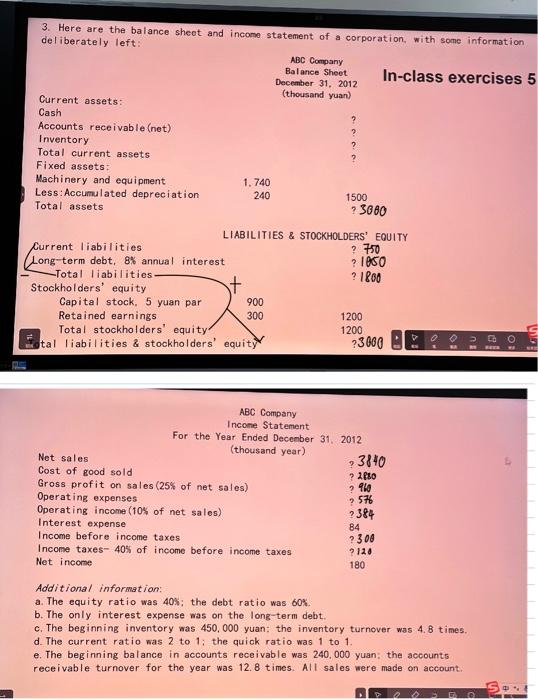 3. Here are the balance sheet and income statement of a corporation, with some information
deliberately left:
ABC Company
Balance Sheet
December 31, 2012
(thousand yuan)
In-class exercises 5
Current assets:
Cash ?
Accounts receivable(net) ?
Inventory ?
Total current assets ?
Fixed assets:
Machinery and equipment 1,740
Less:Accumulated depreciation 240 1500
Total assets ? 3000
LIABILITIES & STOCKHOLDERS' EQUITY
Current liabilities ? 750
Long-term debt, 8% annual interest ? 1050
Total liabilities ? 1800
Stockholders' equity
Capital stock, 5 yuan par 900
Retained earnings 300 1200
Total stockholders' equity 1200
tal liabilities & stockholders' equity ?3000
ABC Company
Income Statement
For the Year Ended December 31, 2012
(thousand year)
Net sales ? 3840
Cost of good sold ? 2880
Gross profit on sales(25% of net sales) ? 960
Operating expenses ? 576
Operating income(10% of net sales) ? 384
Interest expense 84
Income before income taxes ? 300
Income taxes- 40% of income before income taxes ? 120
Net income 180
Additional information:
a. The equity ratio was 40%; the debt ratio was 60%.
b. The only interest expense was on the long-term debt.
c. The beginning inventory was 450,000 yuan; the inventory turnover was 4.8 times.
d. The current ratio was 2 to 1; the quick ratio was 1 to 1.
e. The beginning balance in accounts receivable was 240,000 yuan; the accounts
receivable turnover for the year was 12.8 times. All sales were made on account.